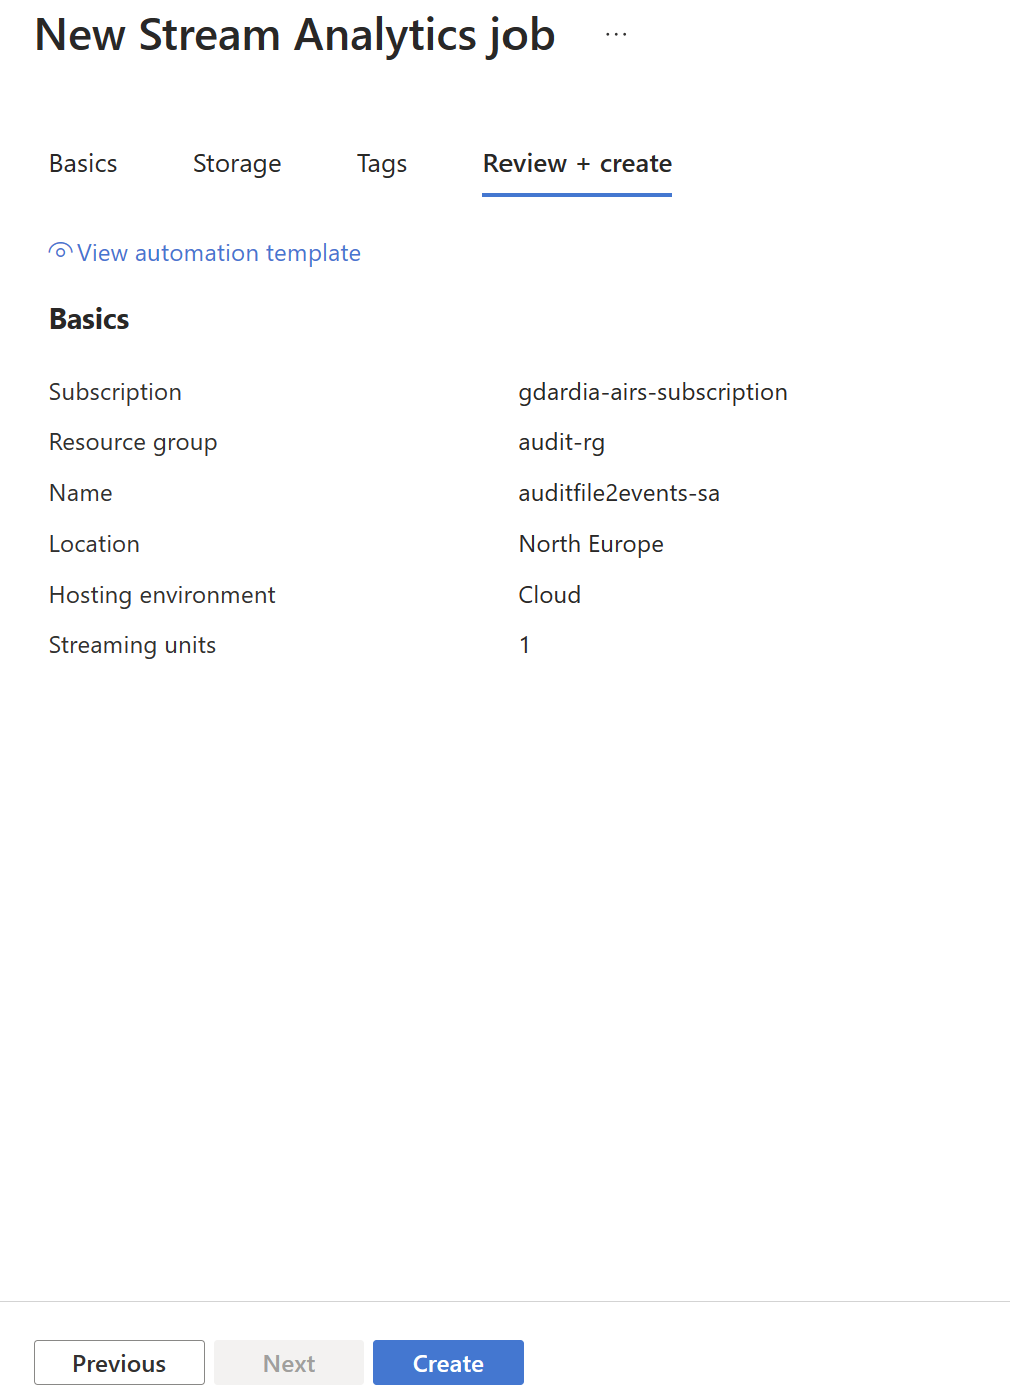 New Stream Analytics job ...
Basics Storage Tags Review + create
View automation template
Basics
Subscription gdardia-airs-subscription
Resource group audit-rg
Name auditfile2events-sa
Location North Europe
Hosting environment Cloud
Streaming units 1
Previous Next Create